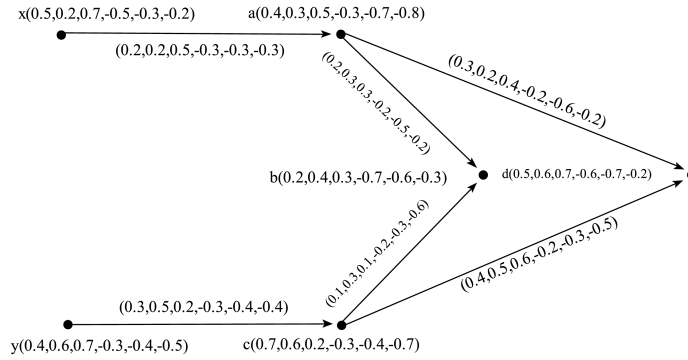 x(0.5,0.2,0.7,-0.5,-0.3,-0.2)
a(0.4,0.3,0.5,-0.3,-0.7,-0.8)
(0.2,0.2,0.5,-0.3,-0.3,-0.3)
(0.2,0.3,0.3,-0.2,-0.5,-0.2)
(0.3,0.2,0.4,-0.2,-0.6,-0.2)
b(0.2,0.4,0.3,-0.7,-0.6,-0.3)
d(0.5,0.6,0.7,-0.6,-0.7,-0.2)
(0.1,0.3,0.1,-0.2,-0.3,-0.6)
(0.4,0.5,0.6,-0.2,-0.3,-0.5)
(0.3,0.5,0.2,-0.3,-0.4,-0.4)
y(0.4,0.6,0.7,-0.3,-0.4,-0.5)
c(0.7,0.6,0.2,-0.3,-0.4,-0.7)